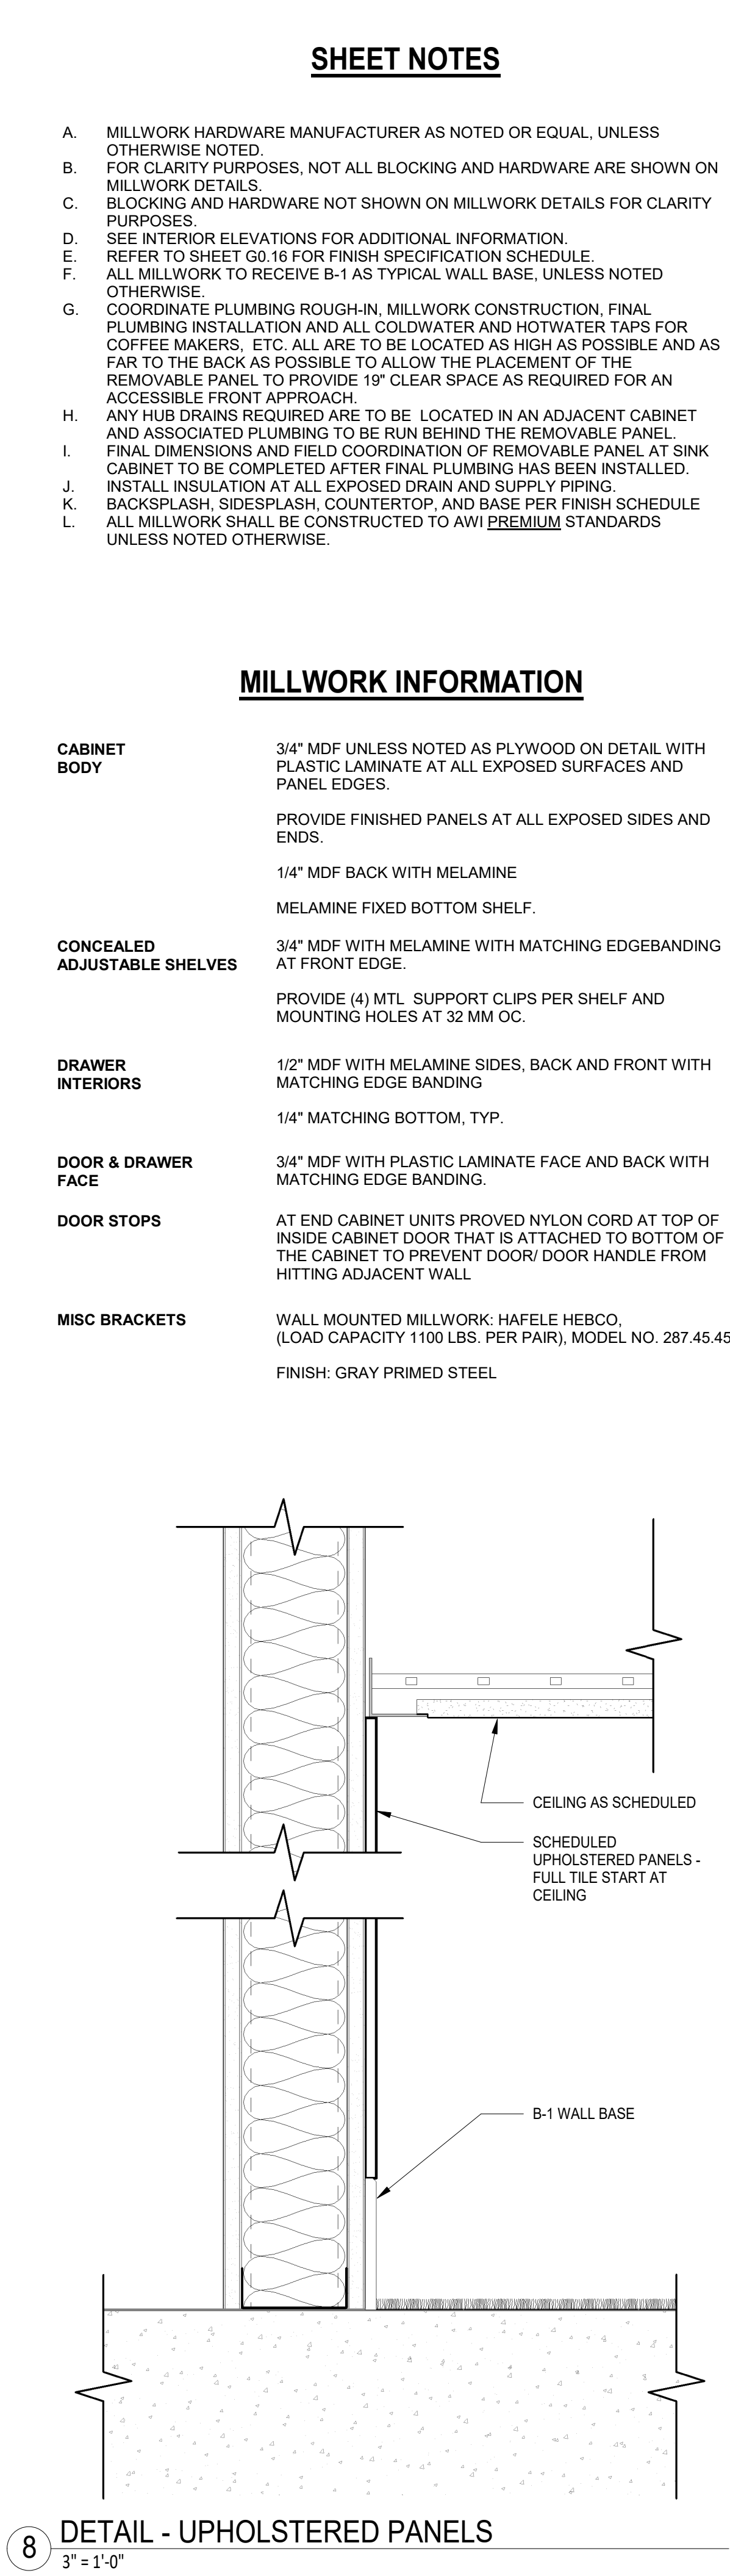 SHEET NOTES
A. MILLWORK HARDWARE MANUFACTURER AS NOTED OR EQUAL, UNLESS
OTHERWISE NOTED.
B. FOR CLARITY PURPOSES, NOT ALL BLOCKING AND HARDWARE ARE SHOWN ON
MILLWORK DETAILS.
C. BLOCKING AND HARDWARE NOT SHOWN ON MILLWORK DETAILS FOR CLARITY
PURPOSES.
D. SEE INTERIOR ELEVATIONS FOR ADDITIONAL INFORMATION.
E. REFER TO SHEET G0.16 FOR FINISH SPECIFICATION SCHEDULE.
F. ALL MILLWORK TO RECEIVE B-1 AS TYPICAL WALL BASE, UNLESS NOTED
OTHERWISE.
G. COORDINATE PLUMBING ROUGH-IN, MILLWORK CONSTRUCTION, FINAL
PLUMBING INSTALLATION AND ALL COLDWATER AND HOTWATER TAPS FOR
COFFEE MAKERS, ETC. ALL ARE TO BE LOCATED AS HIGH AS POSSIBLE AND AS
FAR TO THE BACK AS POSSIBLE TO ALLOW THE PLACEMENT OF THE
REMOVABLE PANEL TO PROVIDE 19" CLEAR SPACE AS REQUIRED FOR AN
ACCESSIBLE FRONT APPROACH.
H. ANY HUB DRAINS REQUIRED ARE TO BE LOCATED IN AN ADJACENT CABINET
AND ASSOCIATED PLUMBING TO BE RUN BEHIND THE REMOVABLE PANEL.
I. FINAL DIMENSIONS AND FIELD COORDINATION OF REMOVABLE PANEL AT SINK
CABINET TO BE COMPLETED AFTER FINAL PLUMBING HAS BEEN INSTALLED.
J. INSTALL INSULATION AT ALL EXPOSED DRAIN AND SUPPLY PIPING.
K. BACKSPLASH, SIDESPLASH, COUNTERTOP, AND BASE PER FINISH SCHEDULE
L. ALL MILLWORK SHALL BE CONSTRUCTED TO AWI PREMIUM STANDARDS
UNLESS NOTED OTHERWISE.
MILLWORK INFORMATION
CABINET
BODY
3/4" MDF UNLESS NOTED AS PLYWOOD ON DETAIL WITH
PLASTIC LAMINATE AT ALL EXPOSED SURFACES AND
PANEL EDGES.
PROVIDE FINISHED PANELS AT ALL EXPOSED SIDES AND
ENDS.
1/4" MDF BACK WITH MELAMINE
MELAMINE FIXED BOTTOM SHELF.
CONCEALED
ADJUSTABLE SHELVES
3/4" MDF WITH MELAMINE WITH MATCHING EDGEBANDING
AT FRONT EDGE.
PROVIDE (4) MTL SUPPORT CLIPS PER SHELF AND
MOUNTING HOLES AT 32 MM OC.
DRAWER
INTERIORS
1/2" MDF WITH MELAMINE SIDES, BACK AND FRONT WITH
MATCHING EDGE BANDING
1/4" MATCHING BOTTOM, TYP.
DOOR & DRAWER
FACE
3/4" MDF WITH PLASTIC LAMINATE FACE AND BACK WITH
MATCHING EDGE BANDING.
DOOR STOPS
AT END CABINET UNITS PROVED NYLON CORD AT TOP OF
INSIDE CABINET DOOR THAT IS ATTACHED TO BOTTOM OF
THE CABINET TO PREVENT DOOR/ DOOR HANDLE FROM
HITTING ADJACENT WALL
MISC BRACKETS
WALL MOUNTED MILLWORK: HAFELE HEBCO,
(LOAD CAPACITY 1100 LBS. PER PAIR), MODEL NO. 287.45.45
FINISH: GRAY PRIMED STEEL
CEILING AS SCHEDULED
SCHEDULED
UPHOLSTERED PANELS -
FULL TILE START AT
CEILING
B-1 WALL BASE
8
DETAIL - UPHOLSTERED PANELS
3" = 1'-0"